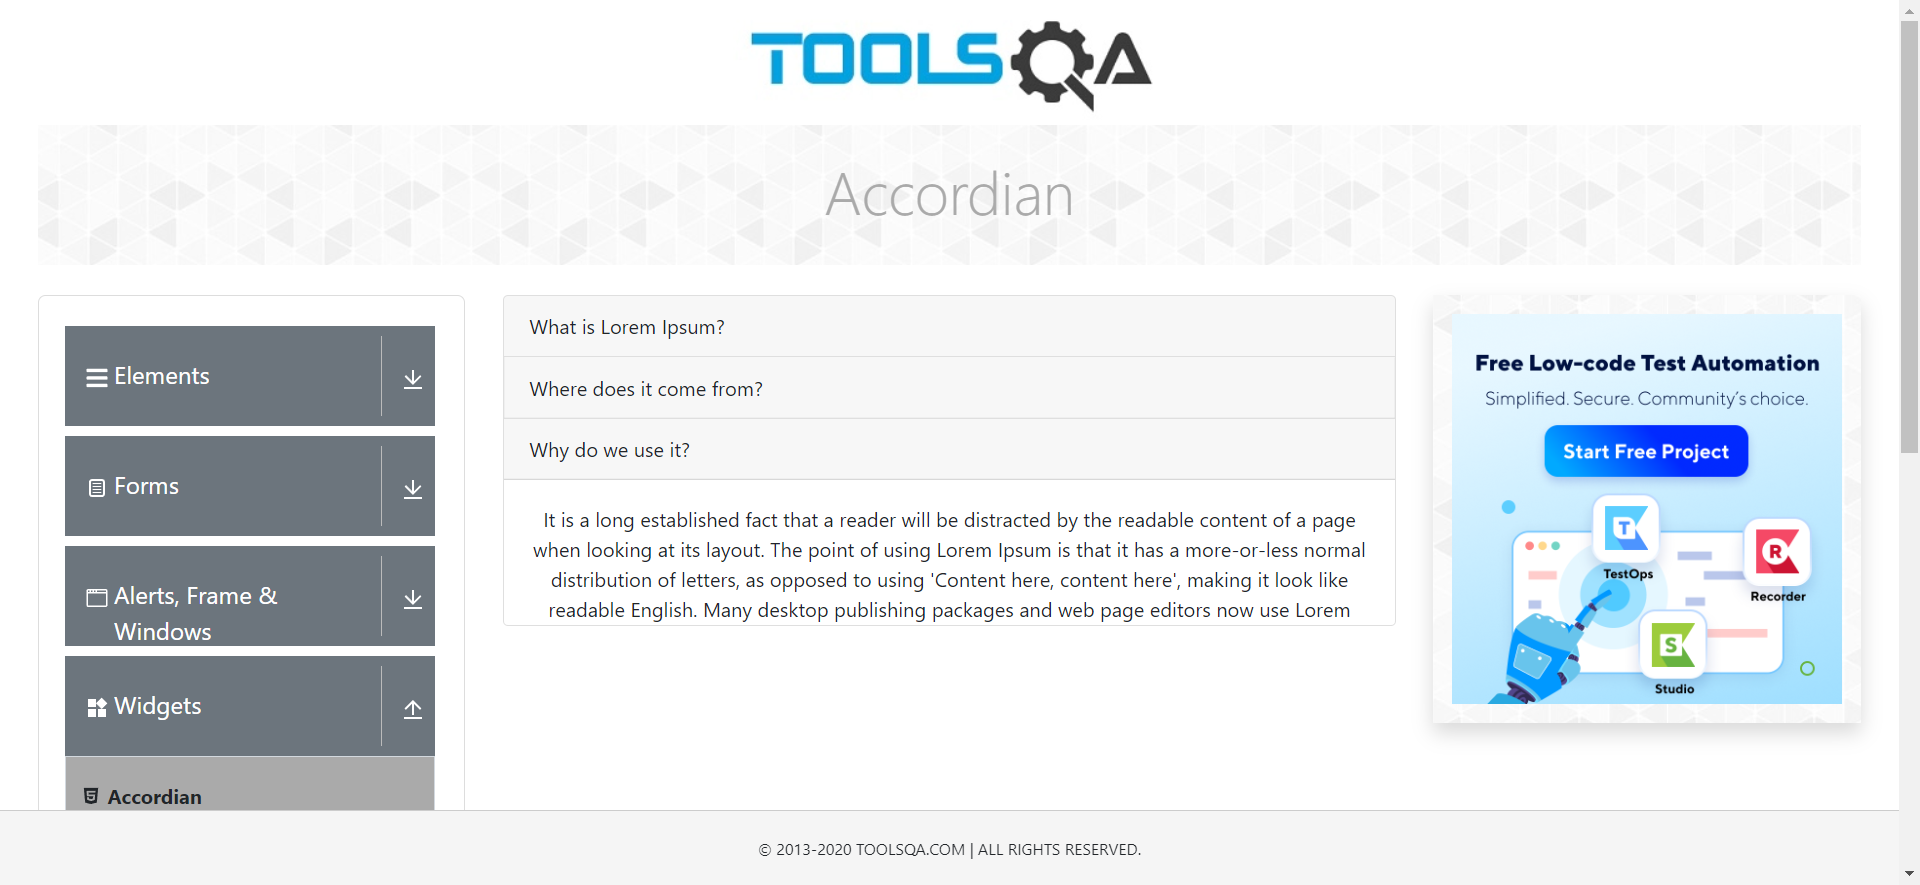 TOOLSQA
Accordian
Elements
Forms
Alerts, Frame &
Windows
Widgets
Accordian
What is Lorem Ipsum?
Where does it come from?
Why do we use it?
It is a long established fact that a reader will be distracted by the readable content of a page
when looking at its layout. The point of using Lorem Ipsum is that it has a more-or-less normal
distribution of letters, as opposed to using 'Content here, content here', making it look like
readable English. Many desktop publishing packages and web page editors now use Lorem
Free Low-code Test Automation
Simplified. Secure. Community's choice.
Start Free Project
T
TestOps
R
Recorder
S
Studio
© 2013-2020 TOOLSQA.COM | ALL RIGHTS RESERVED.